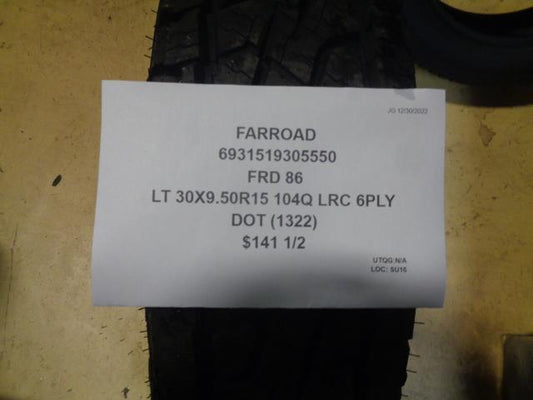 JG 12/30/2022
FARROAD
6931519305550
FRD 86
LT 30X9.50R15 104Q LRC 6PLY
DOT (1322)
$141 1/2
UTQG:N/A
LOC: SU16